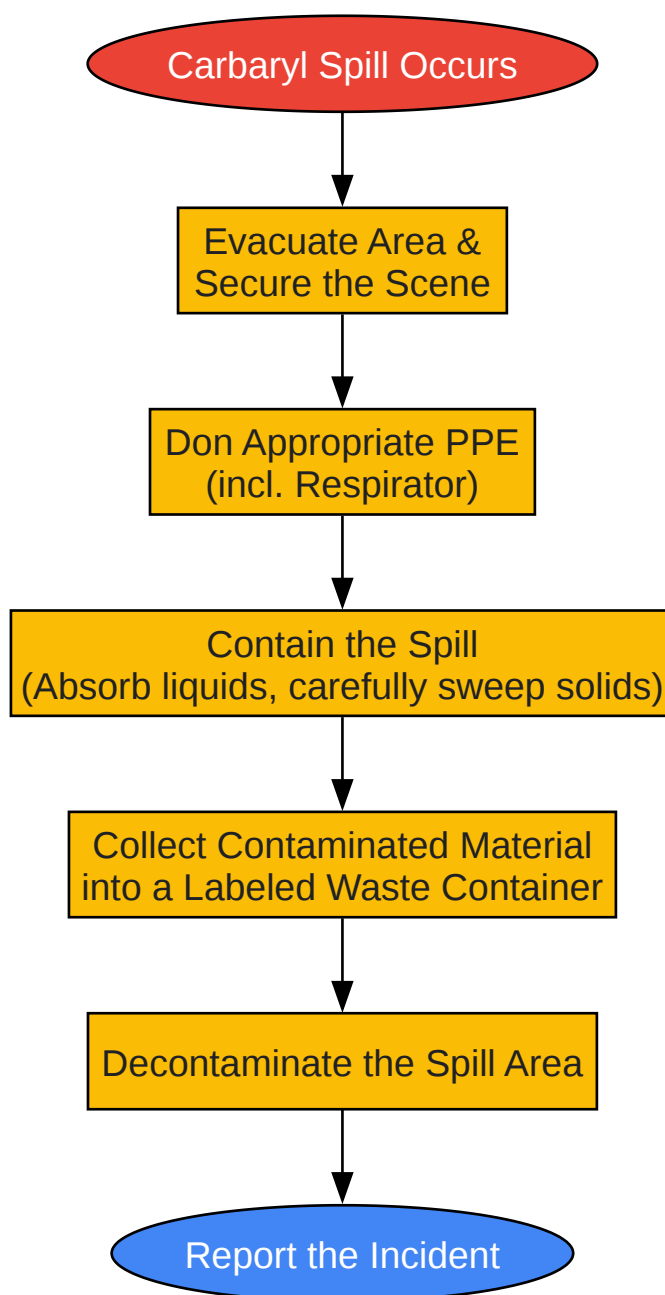 Carbaryl Spill Occurs
Evacuate Area &
Secure the Scene
Don Appropriate PPE
(incl. Respirator)
Contain the Spill
(Absorb liquids, carefully sweep solids)
Collect Contaminated Material
into a Labeled Waste Container
Decontaminate the Spill Area
Report the Incident